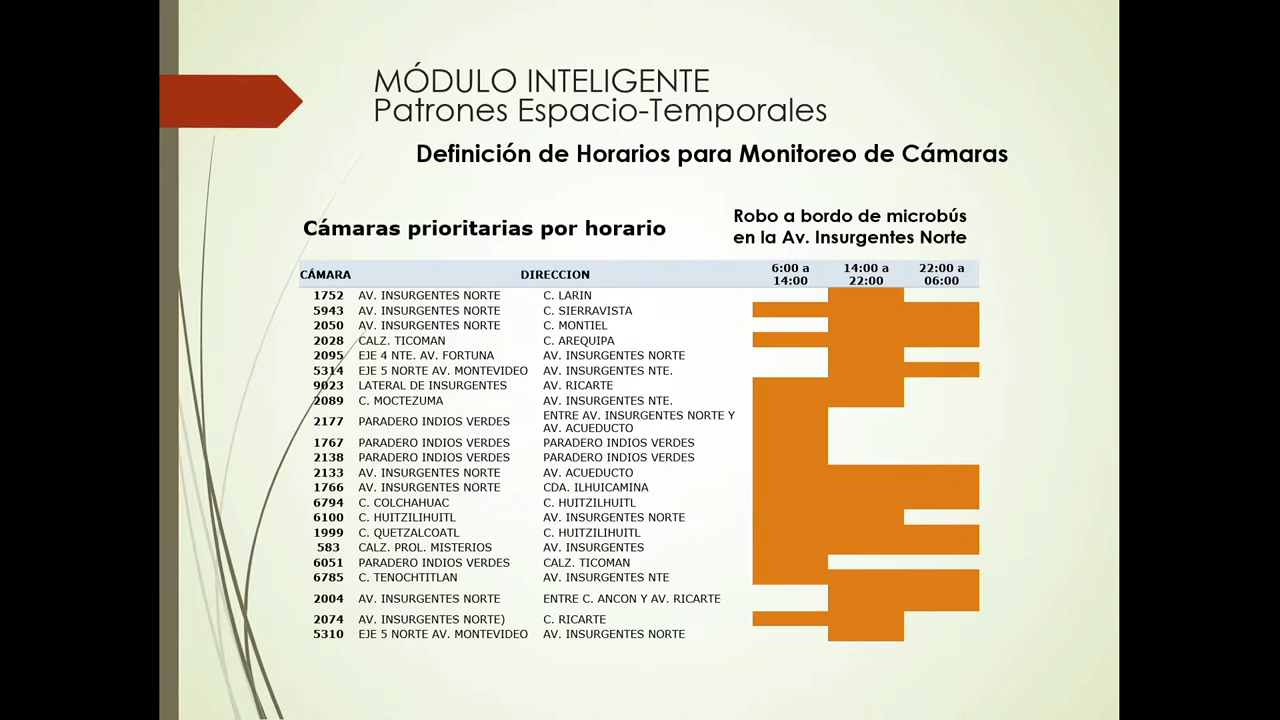 MÓDULO INTELIGENTE
Patrones Espacio-Temporales
Definición de Horarios para Monitoreo de Cámaras
Cámaras prioritarias por horario
Robo a bordo de microbús
en la Av. Insurgentes Norte
CÁMARA DIRECCION 6:00 a 14:00 14:00 a 22:00 22:00 a 06:00
1752 AV. INSURGENTES NORTE C. LARIN
5943 AV. INSURGENTES NORTE C. SIERRAVISTA
2050 AV. INSURGENTES NORTE C. MONTIEL
2028 CALZ. TICOMAN C. AREQUIPA
2095 EJE 4 NTE. AV. FORTUNA AV. INSURGENTES NORTE
5314 EJE 5 NORTE AV. MONTEVIDEO AV. INSURGENTES NTE.
9023 LATERAL DE INSURGENTES AV. RICARTE
2089 C. MOCTEZUMA AV. INSURGENTES NTE.
2177 PARADERO INDIOS VERDES ENTRE AV. INSURGENTES NORTE Y
AV. ACUEDUCTO
1767 PARADERO INDIOS VERDES PARADERO INDIOS VERDES
2138 PARADERO INDIOS VERDES PARADERO INDIOS VERDES
2133 AV. INSURGENTES NORTE AV. ACUEDUCTO
1766 AV. INSURGENTES NORTE CDA. ILHUICAMINA
6794 C. COLCHAHUAC C. HUITZILHUITL
6100 C. HUITZILIHUITL AV. INSURGENTES NORTE
1999 C. QUETZALCOATL C. HUITZILHUITL
583 CALZ. PROL. MISTERIOS AV. INSURGENTES
6051 PARADERO INDIOS VERDES CALZ. TICOMAN
6785 C. TENOCHTITLAN AV. INSURGENTES NTE
2004 AV. INSURGENTES NORTE ENTRE C. ANCON Y AV. RICARTE
2074 AV. INSURGENTES NORTE) C. RICARTE
5310 EJE 5 NORTE AV. MONTEVIDEO AV. INSURGENTES NORTE